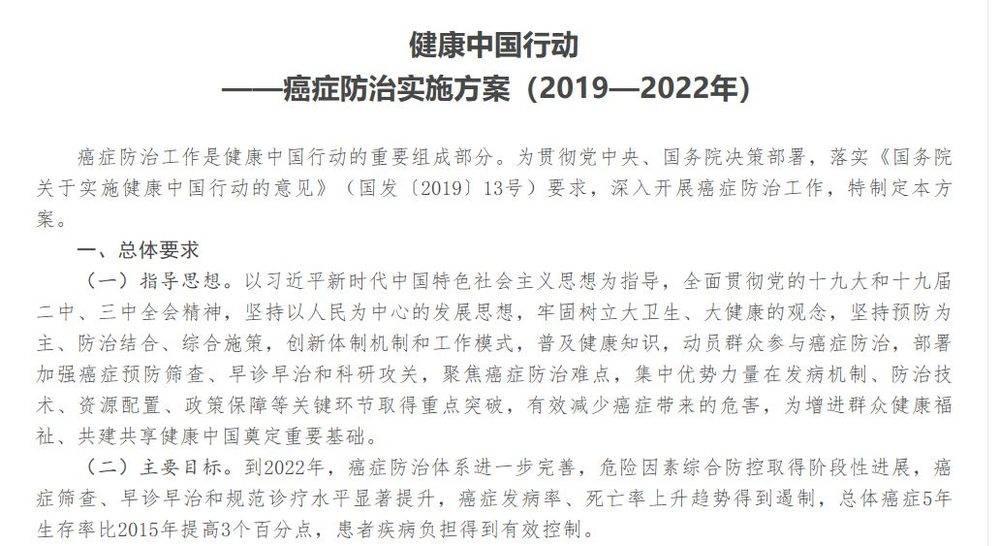 健康中国行动
——癌症防治实施方案（2019—2022年）
癌症防治工作是健康中国行动的重要组成部分。为贯彻党中央、国务院决策部署，落实《国务院
关于实施健康中国行动的意见》（国发〔2019〕13号）要求，深入开展癌症防治工作，特制定本方
案。
一、总体要求
（一）指导思想。以习近平新时代中国特色社会主义思想为指导，全面贯彻党的十九大和十九届
二中、三中全会精神，坚持以人民为中心的发展思想，牢固树立大卫生、大健康的观念，坚持预防为
主、防治结合、综合施策，创新体制机制和工作模式，普及健康知识，动员群众参与癌症防治，部署
加强癌症预防筛查、早诊早治和科研攻关，聚焦癌症防治难点，集中优势力量在发病机制、防治技
术、资源配置、政策保障等关键环节取得重点突破，有效减少癌症带来的危害，为增进群众健康福
祉、共建共享健康中国奠定重要基础。
（二）主要目标。到2022年，癌症防治体系进一步完善，危险因素综合防控取得阶段性进展，癌
症筛查、早诊早治和规范诊疗水平显著提升，癌症发病率、死亡率上升趋势得到遏制，总体癌症5年
生存率比2015年提高3个百分点，患者疾病负担得到有效控制。